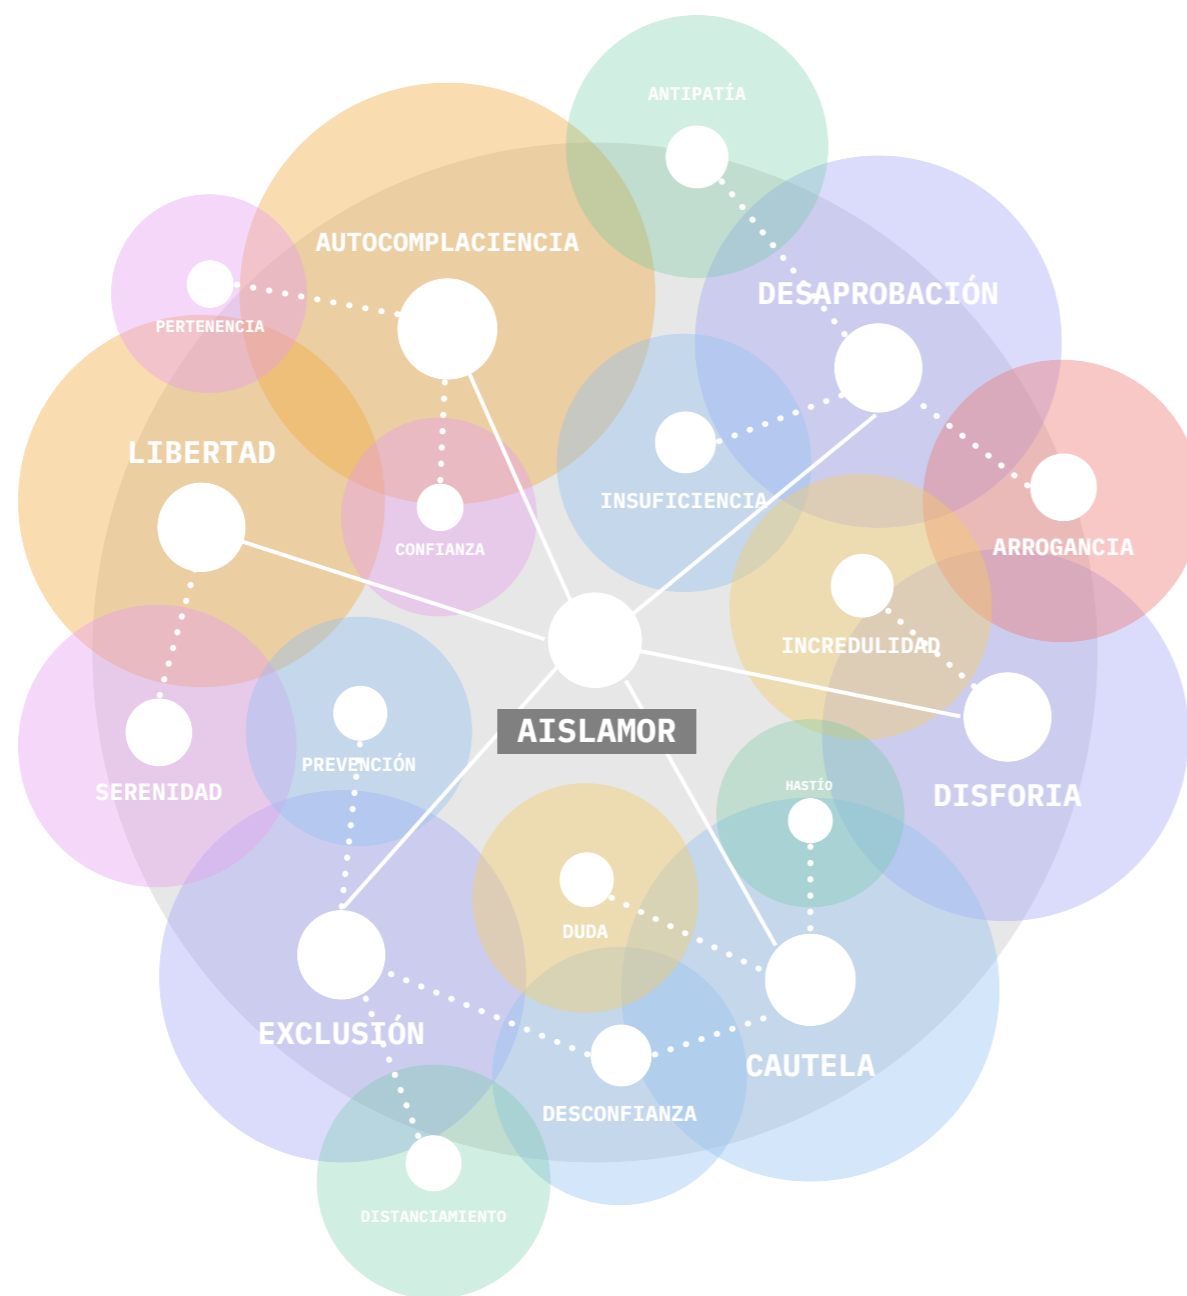 ANTIPATÍA
AUTOCOMPLACIENCIA
DESAPROBACIÓN
PERTENENCIA
LIBERTAD
INSUFICIENCIA
CONFIANZA
ARROGANCIA
INCREDULIDAD
AISLAMOR
PREVENCIÓN
SERENIDAD
HASTÍO
DISFORIA
DUDA
EXCLUSIÓN
CAUTELA
DESCONFIANZA
DISTANCIAMIENTO